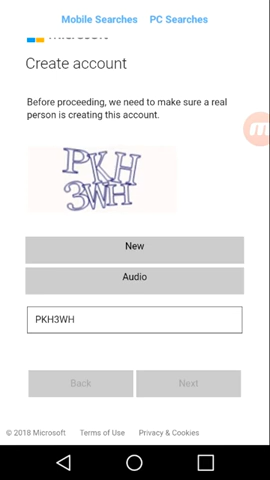 Mobile Searches PC Searches
Microsoft
Create account
Before proceeding, we need to make sure a real
person is creating this account.
PKH
3WH
New
Audio
PKH3WH
Back Next
© 2018 Microsoft Terms of Use Privacy & Cookies